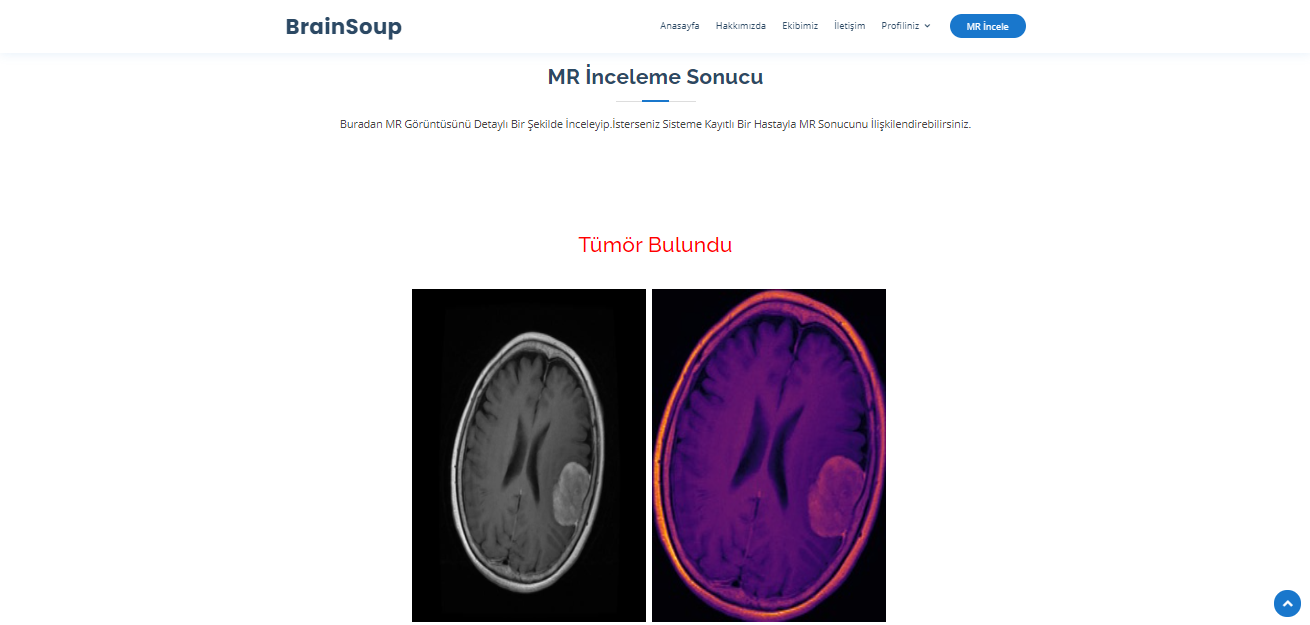 BrainSoup
Anasayfa Hakkımızda Ekibimiz İletişim Profiliniz MR İncele
MR İnceleme Sonucu
Buradan MR Görüntüsünü Detaylı Bir Şekilde İnceleyip.İsterseniz Sisteme Kayıtlı Bir Hastayla MR Sonucunu İlişkilendirebilirsiniz.
Tümör Bulundu